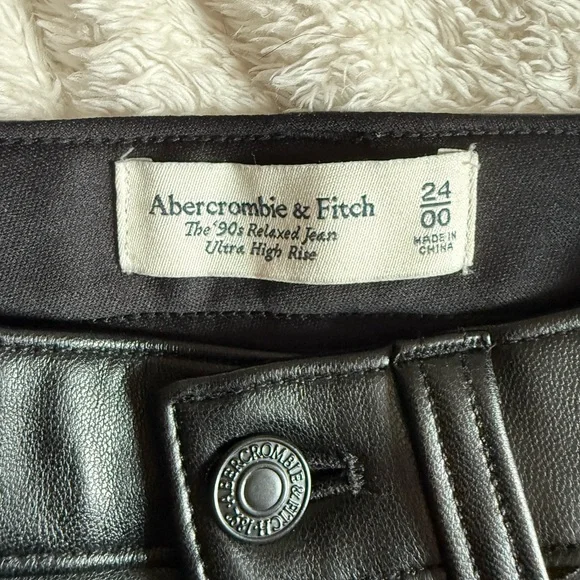 Abercrombie & Fitch
The '90s Relaxed Jean
Ultra High Rise
24
00
MADE IN
CHINA
ABERCROMBIE & FITCH